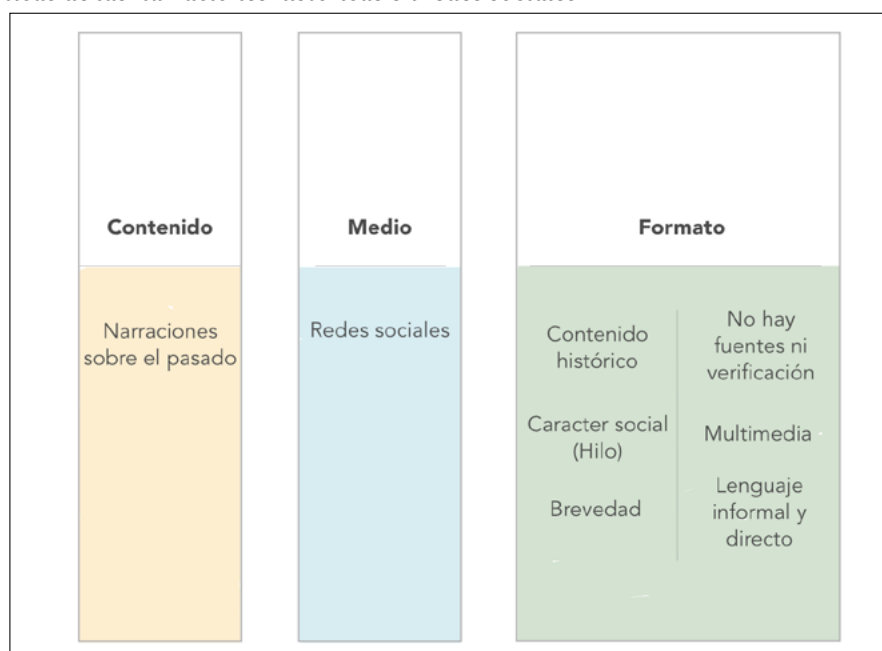 Contenido
Narraciones
sobre el pasado
Medio
Redes sociales
Formato
Contenido
histórico
Caracter social
(Hilo)
Brevedad
No hay
fuentes ni
verificación
Multimedia
Lenguaje
informal y
directo